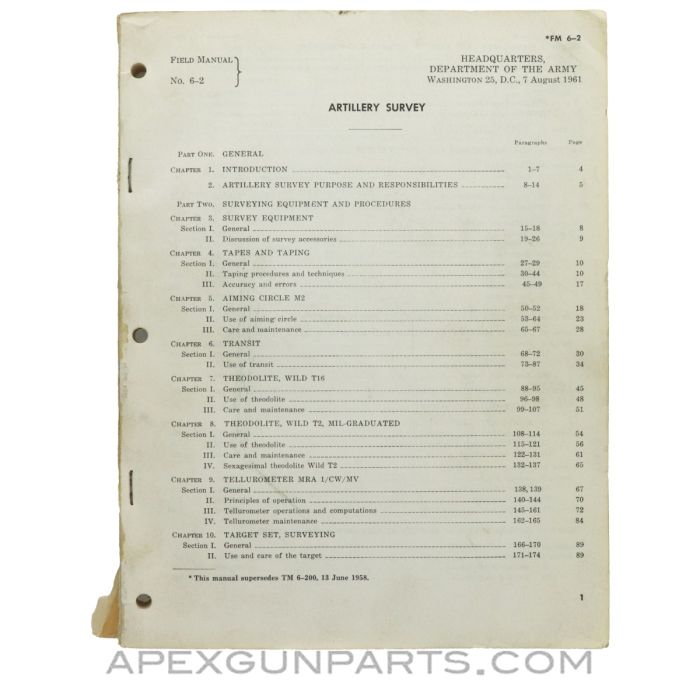 *FM 6–2
FIELD MANUAL
No. 6–2
HEADQUARTERS,
DEPARTMENT OF THE ARMY
WASHINGTON 25, D.C., 7 August 1961
ARTILLERY SURVEY
Paragraphs Page
PART ONE. GENERAL
CHAPTER 1. INTRODUCTION 1–7 4
2. ARTILLERY SURVEY PURPOSE AND RESPONSIBILITIES 8–14 5
PART TWO. SURVEYING EQUIPMENT AND PROCEDURES
CHAPTER 3. SURVEY EQUIPMENT
Section I. General 15–18 8
II. Discussion of survey accessories 19–26 9
CHAPTER 4. TAPES AND TAPING
Section I. General 27–29 10
II. Taping procedures and techniques 30–44 10
III. Accuracy and errors 45–49 17
CHAPTER 5. AIMING CIRCLE M2
Section I. General 50–52 18
II. Use of aiming circle 53–64 23
III. Care and maintenance 65–67 28
CHAPTER 6. TRANSIT
Section I. General 68–72 30
II. Use of transit 73–87 34
CHAPTER 7. THEODOLITE, WILD T16
Section I. General 88–95 45
II. Use of theodolite 96–98 48
III. Care and maintenance 99–107 51
CHAPTER 8. THEODOLITE, WILD T2, MIL-GRADUATED
Section I. General 108–114 54
II. Use of theodolite 115–121 56
III. Care and maintenance 122–131 61
IV. Sexagesimal theodolite Wild T2 132–137 65
CHAPTER 9. TELLUROMETER MRA 1/CW/MV
Section I. General 138, 139 67
II. Principles of operation 140–144 70
III. Tellurometer operations and computations 145–161 72
IV. Tellurometer maintenance 162–165 84
CHAPTER 10. TARGET SET, SURVEYING
Section I. General 166–170 89
II. Use and care of the target 171–174 89
* This manual supersedes TM 6–200, 13 June 1958.
1
APEXGUNPARTS.COM